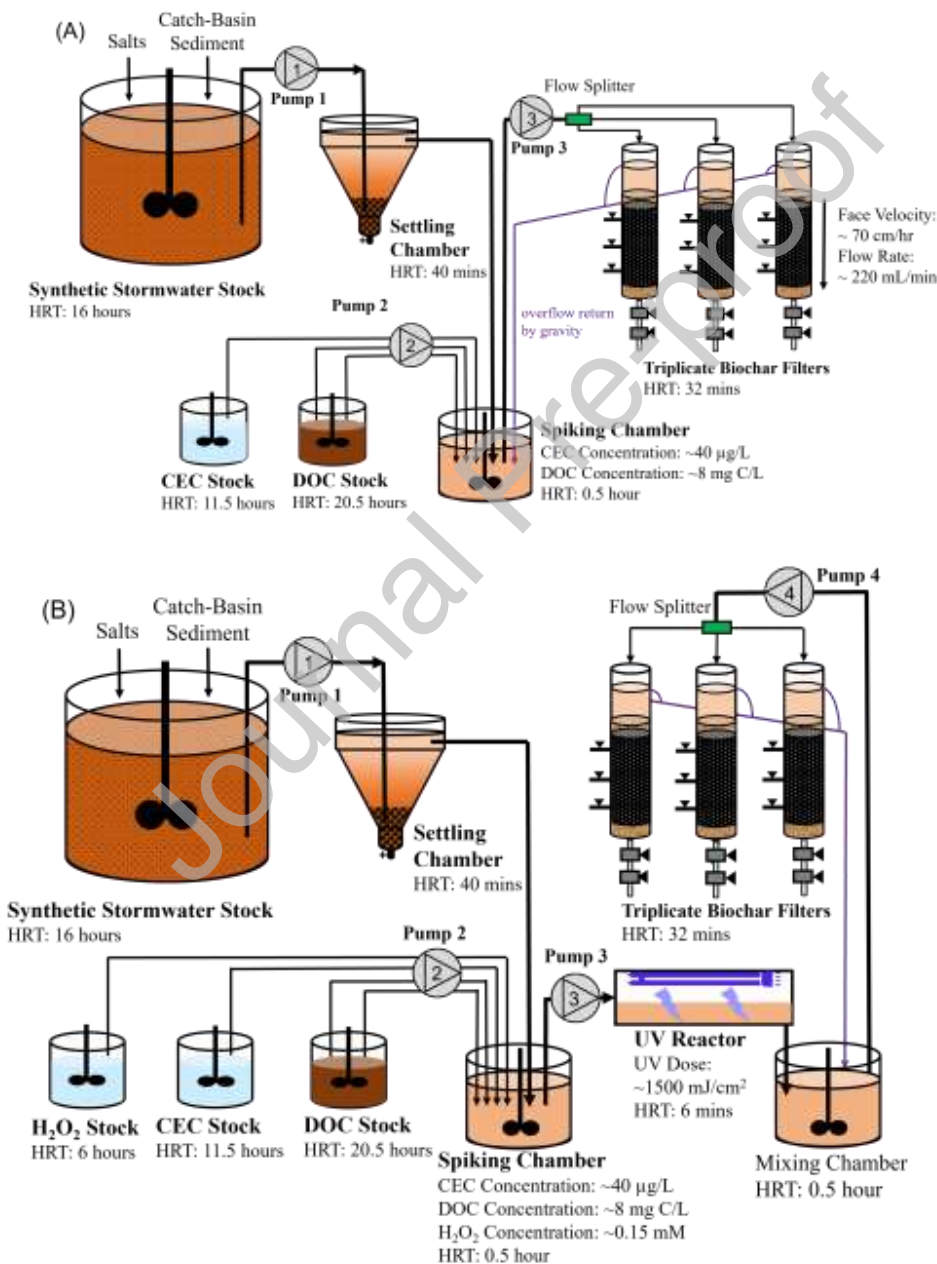 (A)
Catch-Basin
Salts Sediment
1
Pump 1
Settling
Chamber
HRT: 40 mins
Synthetic Stormwater Stock
HRT: 16 hours
Pump 2
2
CEC Stock
HRT: 11.5 hours
DOC Stock
HRT: 20.5 hours
3
Pump 3
Flow Splitter
Face Velocity:
~ 70 cm/hr
Flow Rate:
~ 220 mL/min
overflow return
by gravity
Triplicate Biochar Filters
HRT: 32 mins
Spiking Chamber
CEC Concentration: ~40 µg/L
DOC Concentration: ~8 mg C/L
HRT: 0.5 hour
Journal Pre-proof
(B)
Catch-Basin
Salts Sediment
1
Pump 1
Settling
Chamber
HRT: 40 mins
Synthetic Stormwater Stock
HRT: 16 hours
Pump 2
2
H₂O₂ Stock
HRT: 6 hours
CEC Stock
HRT: 11.5 hours
DOC Stock
HRT: 20.5 hours
Spiking Chamber
CEC Concentration: ~40 µg/L
DOC Concentration: ~8 mg C/L
H₂O₂ Concentration: ~0.15 mM
HRT: 0.5 hour
Pump 3
3
UV Reactor
UV Dose:
~1500 mJ/cm²
HRT: 6 mins
Pump 4
4
Flow Splitter
Triplicate Biochar Filters
HRT: 32 mins
Mixing Chamber
HRT: 0.5 hour